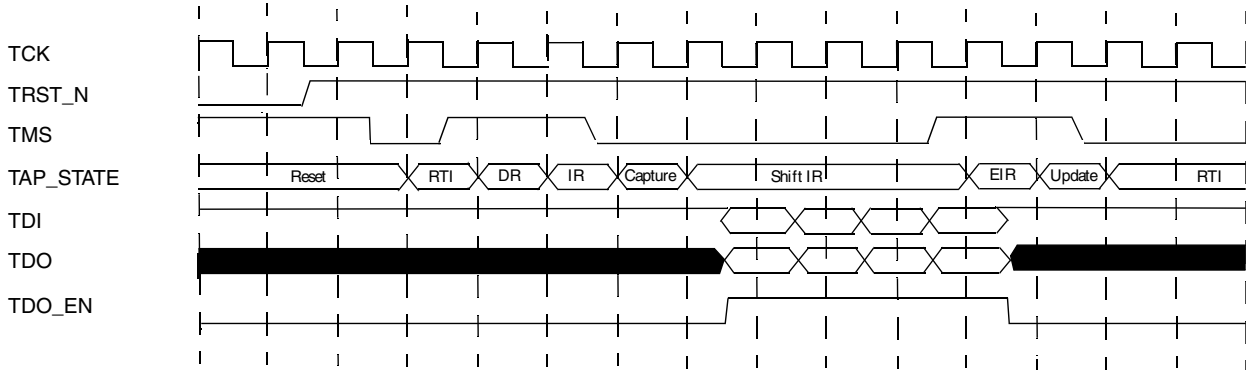 TCK
TRST_N
TMS
TAP_STATE Reset RTI DR IR Capture Shift IR EIR Update RTI
TDI
TDO
TDO_EN